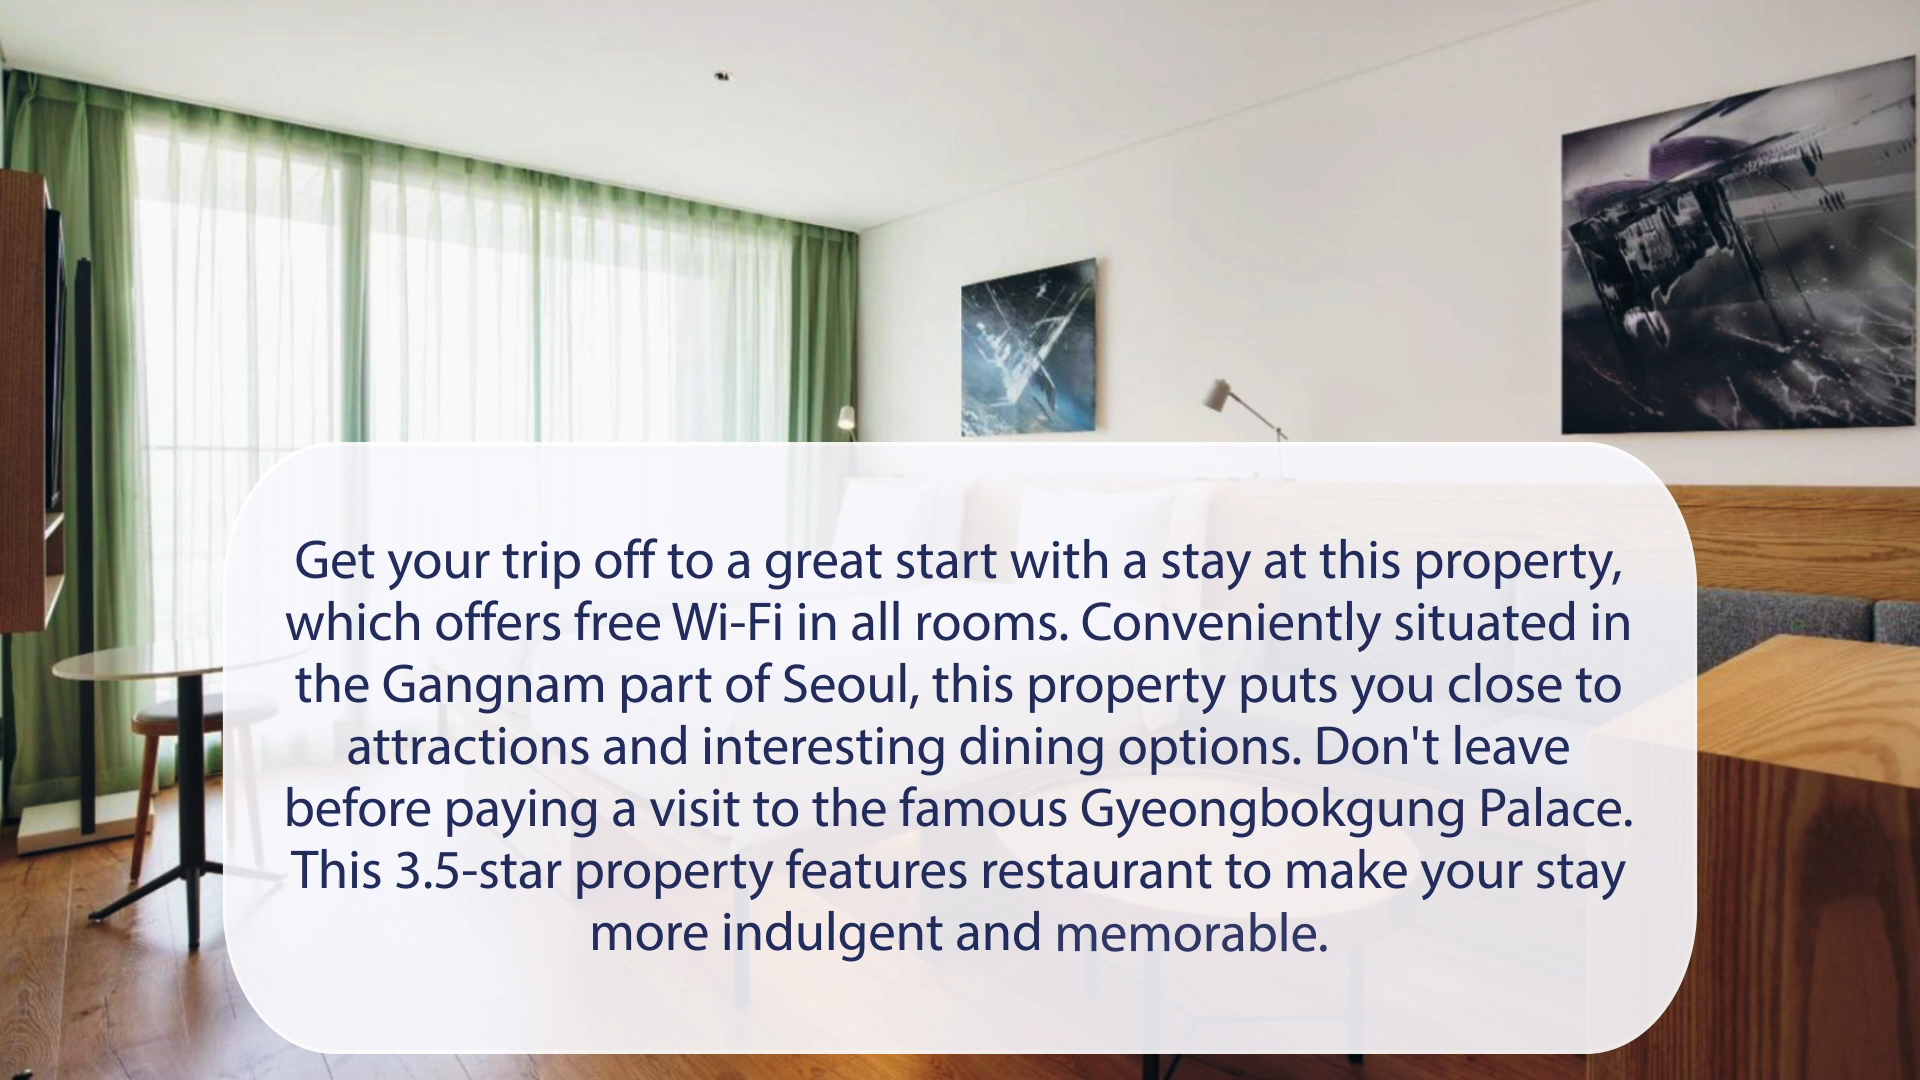 Get your trip off to a great start with a stay at this property,
which offers free Wi-Fi in all rooms. Conveniently situated in
the Gangnam part of Seoul, this property puts you close to
attractions and interesting dining options. Don't leave
before paying a visit to the famous Gyeongbokgung Palace.
This 3.5-star property features restaurant to make your stay
more indulgent and memorable.